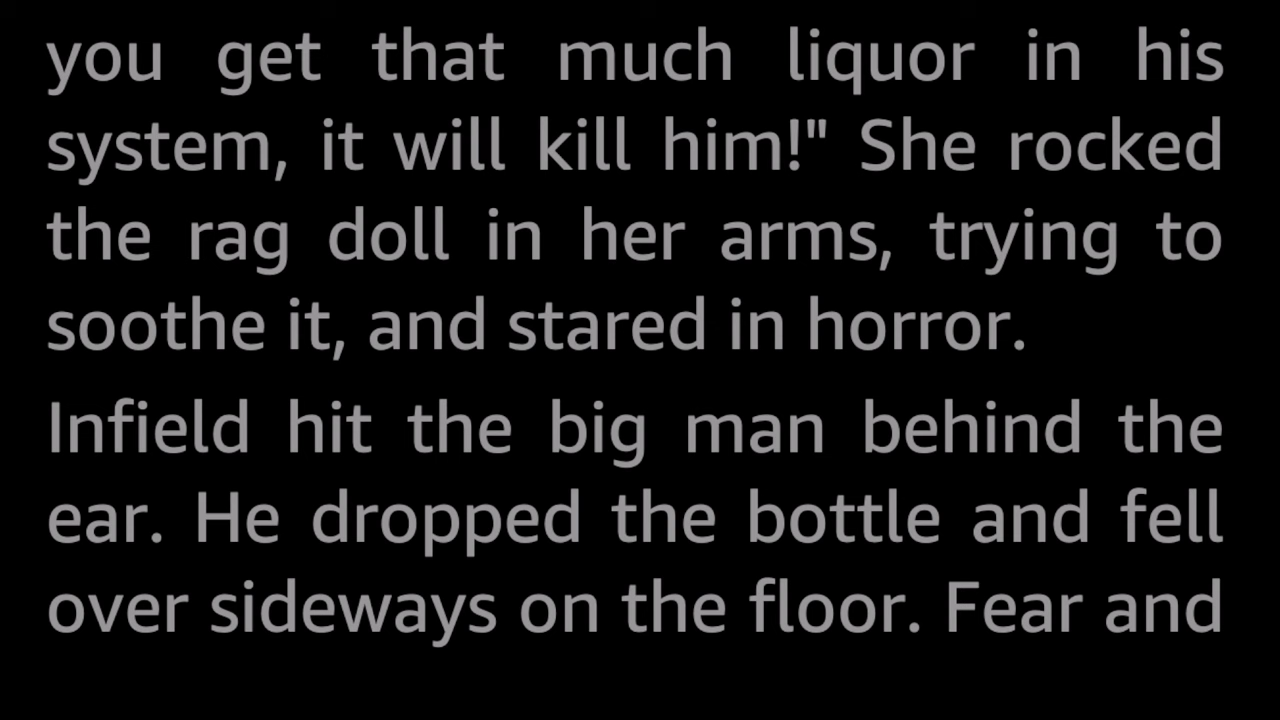 you get that much liquor in his
system, it will kill him!" She rocked
the rag doll in her arms, trying to
soothe it, and stared in horror.
Infield hit the big man behind the
ear. He dropped the bottle and fell
over sideways on the floor. Fear and